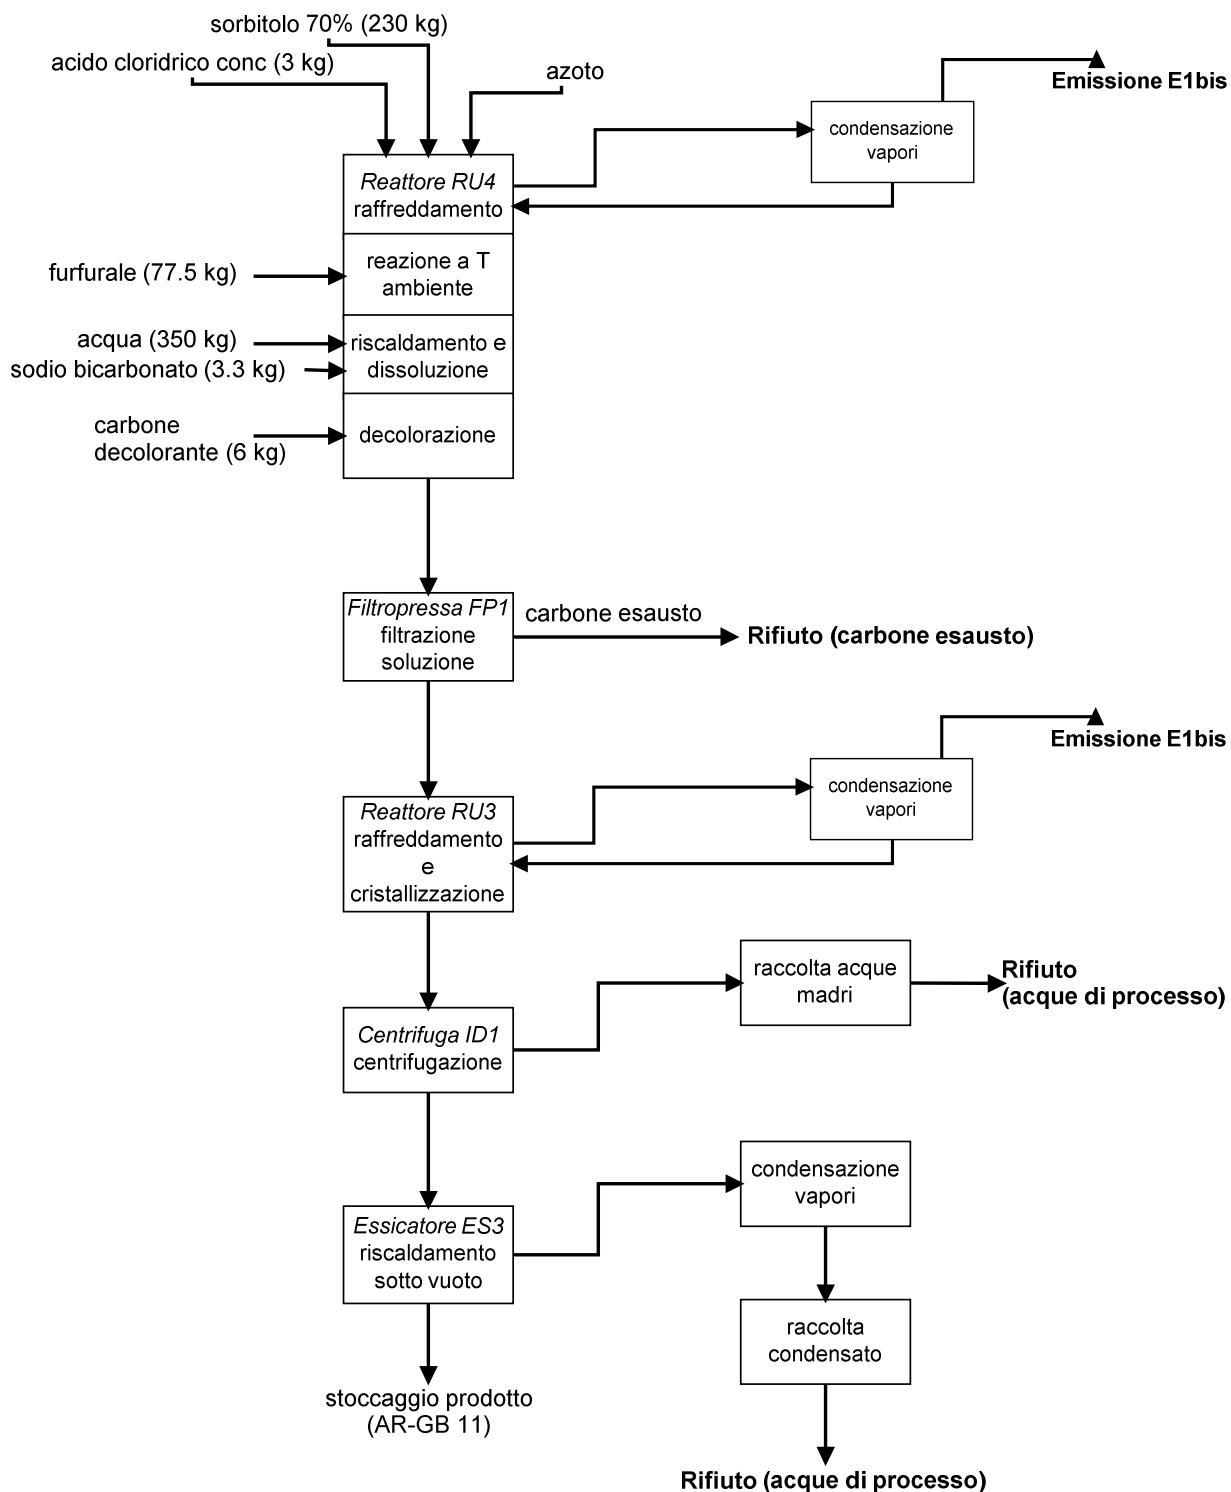 sorbitolo 70% (230 kg)
acido cloridrico conc (3 kg)
azoto
Emissione E1bis
condensazione
vapori
Reattore RU4
raffreddamento
furfurale (77.5 kg)
reazione a T
ambiente
acqua (350 kg)
sodio bicarbonato (3.3 kg)
riscaldamento e
dissoluzione
carbone
decolorante (6 kg)
decolorazione
Filtropressa FP1
filtrazione
soluzione
carbone esausto
Rifiuto (carbone esausto)
Emissione E1bis
condensazione
vapori
Reattore RU3
raffreddamento
e
cristallizzazione
raccolta acque
madri
Rifiuto
(acque di processo)
Centrifuga ID1
centrifugazione
condensazione
vapori
Essicatore ES3
riscaldamento
sotto vuoto
raccolta
condensato
stoccaggio prodotto
(AR-GB 11)
Rifiuto (acque di processo)